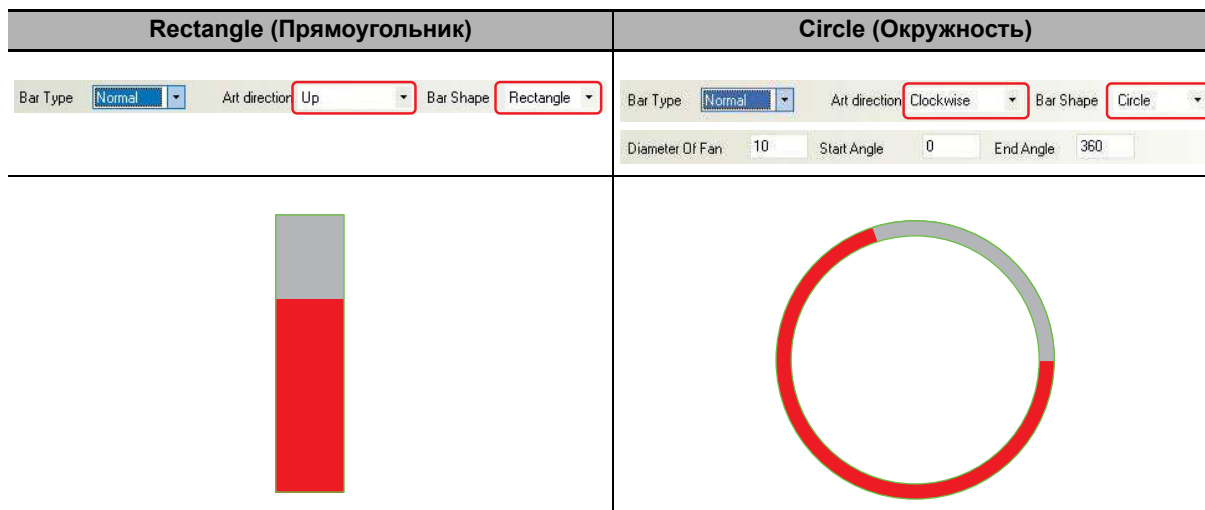 Rectangle (Прямоугольник)
Circle (Окружность)
Bar Type Normal Art direction Up Bar Shape Rectangle
Bar Type Normal Art direction Clockwise Bar Shape Circle
Diameter Of Fan 10 Start Angle 0 End Angle 360